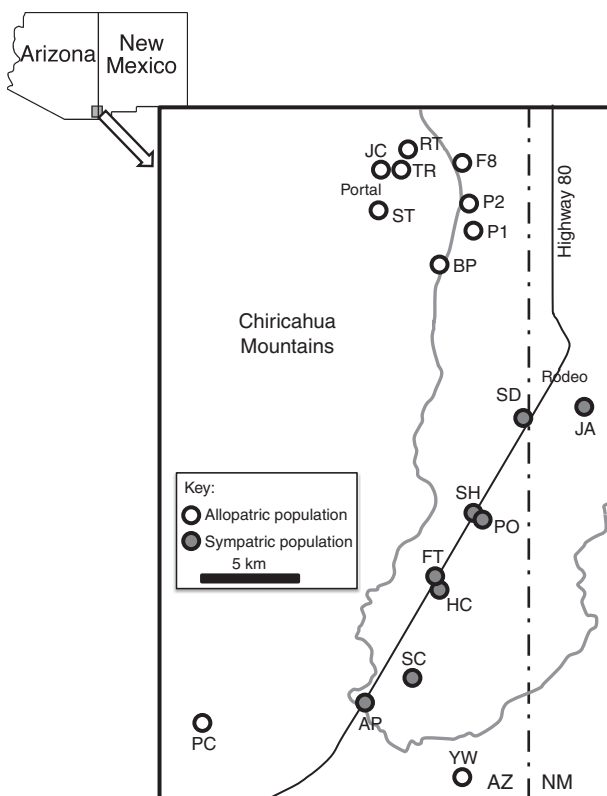 Arizona
New
Mexico
RT
JC
TR
F8
Portal
ST
P2
P1
BP
Highway 80
Chiricahua
Mountains
Rodeo
SD
JA
Key:
Allopatric population
Sympatric population
5 km
SH
PO
FT
HC
SC
AP
PC
YW
AZ
NM